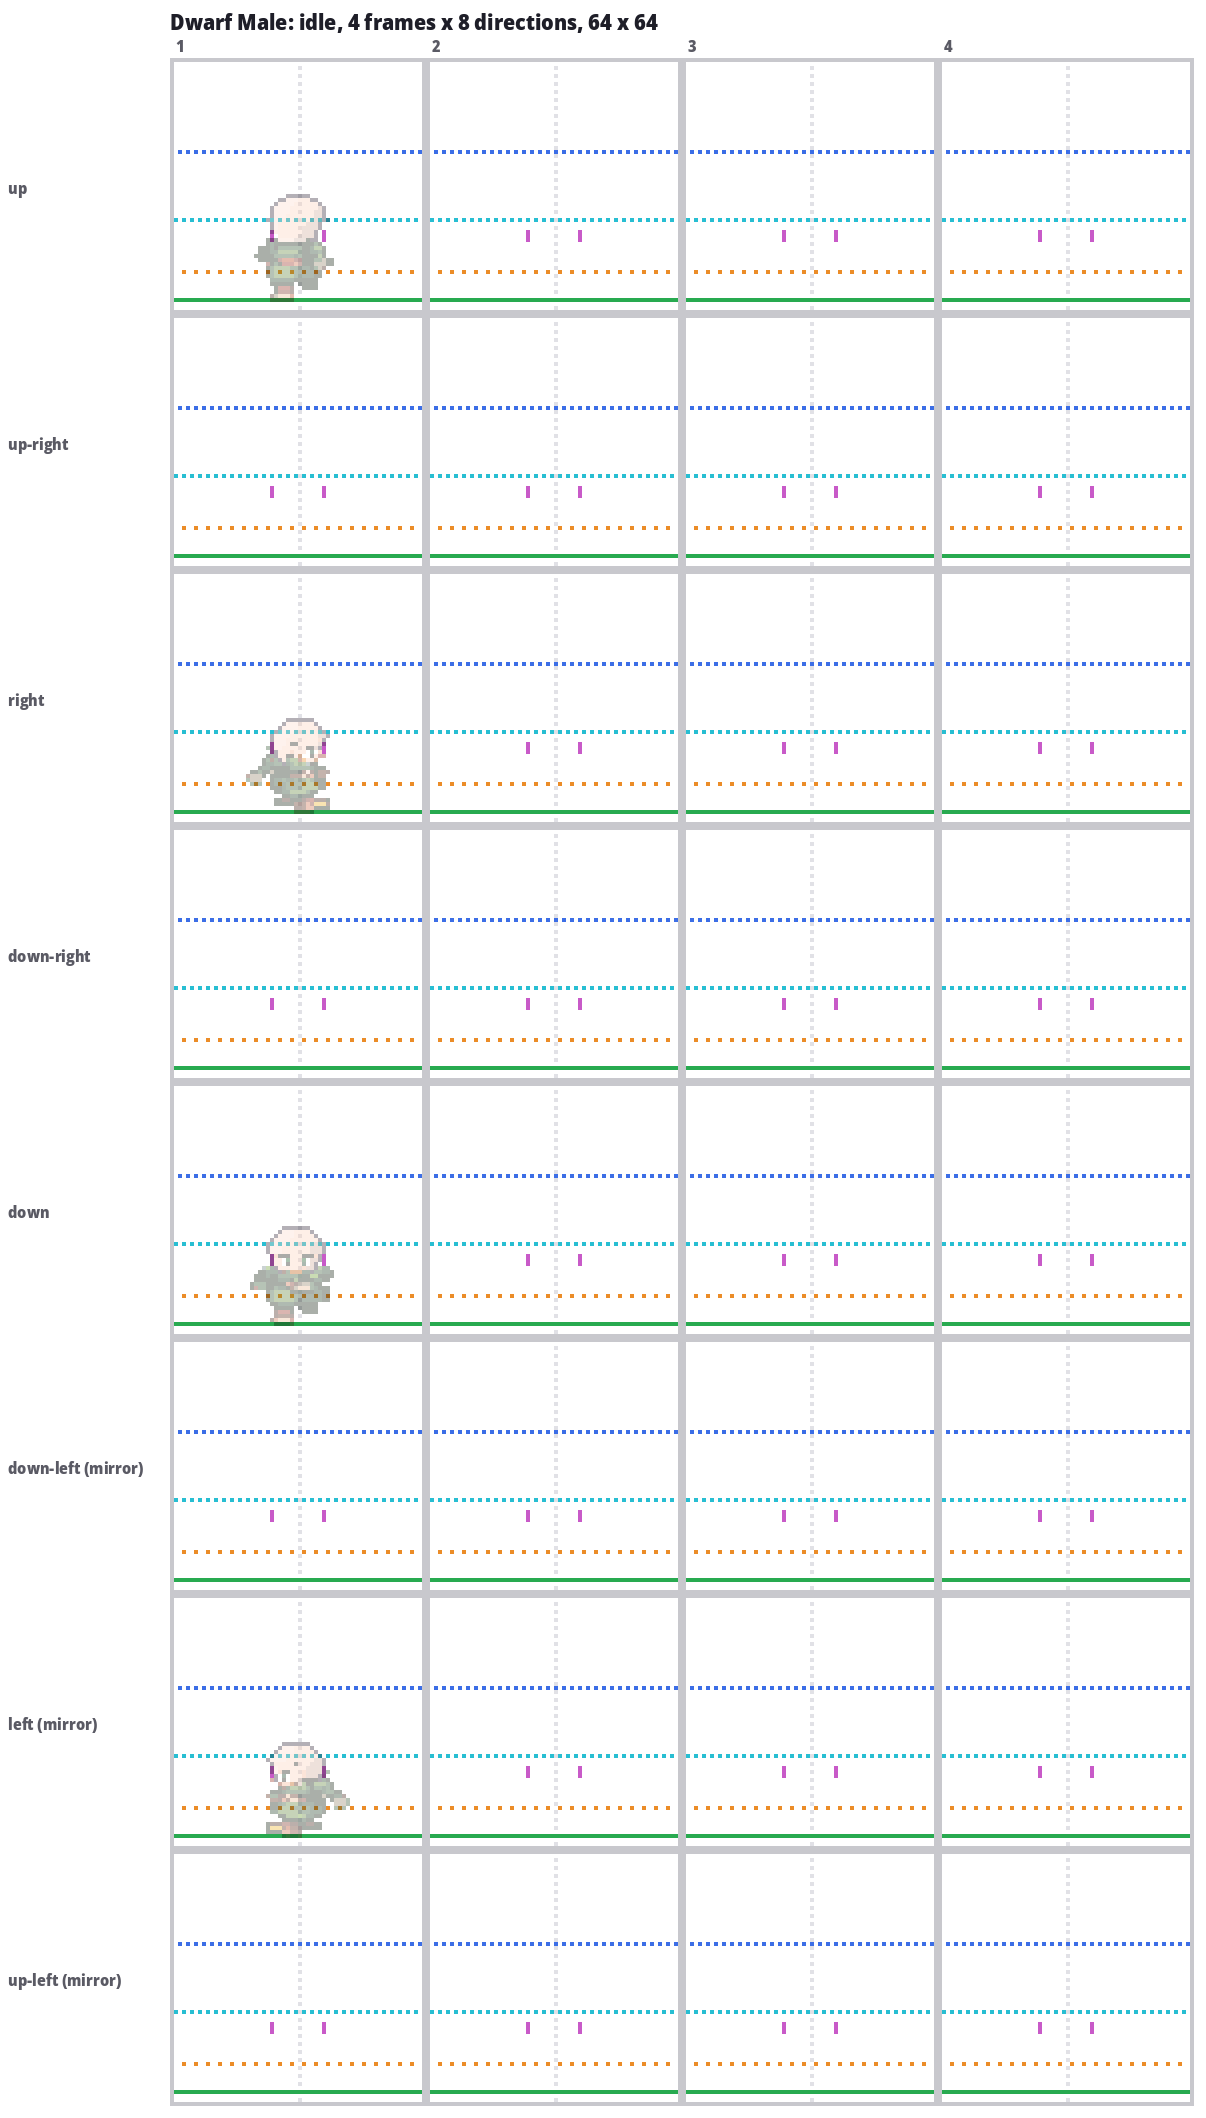 Dwarf Male: idle, 4 frames x 8 directions, 64 x 64
1 2 3 4
up
up-right
right
down-right
down
down-left (mirror)
left (mirror)
up-left (mirror)